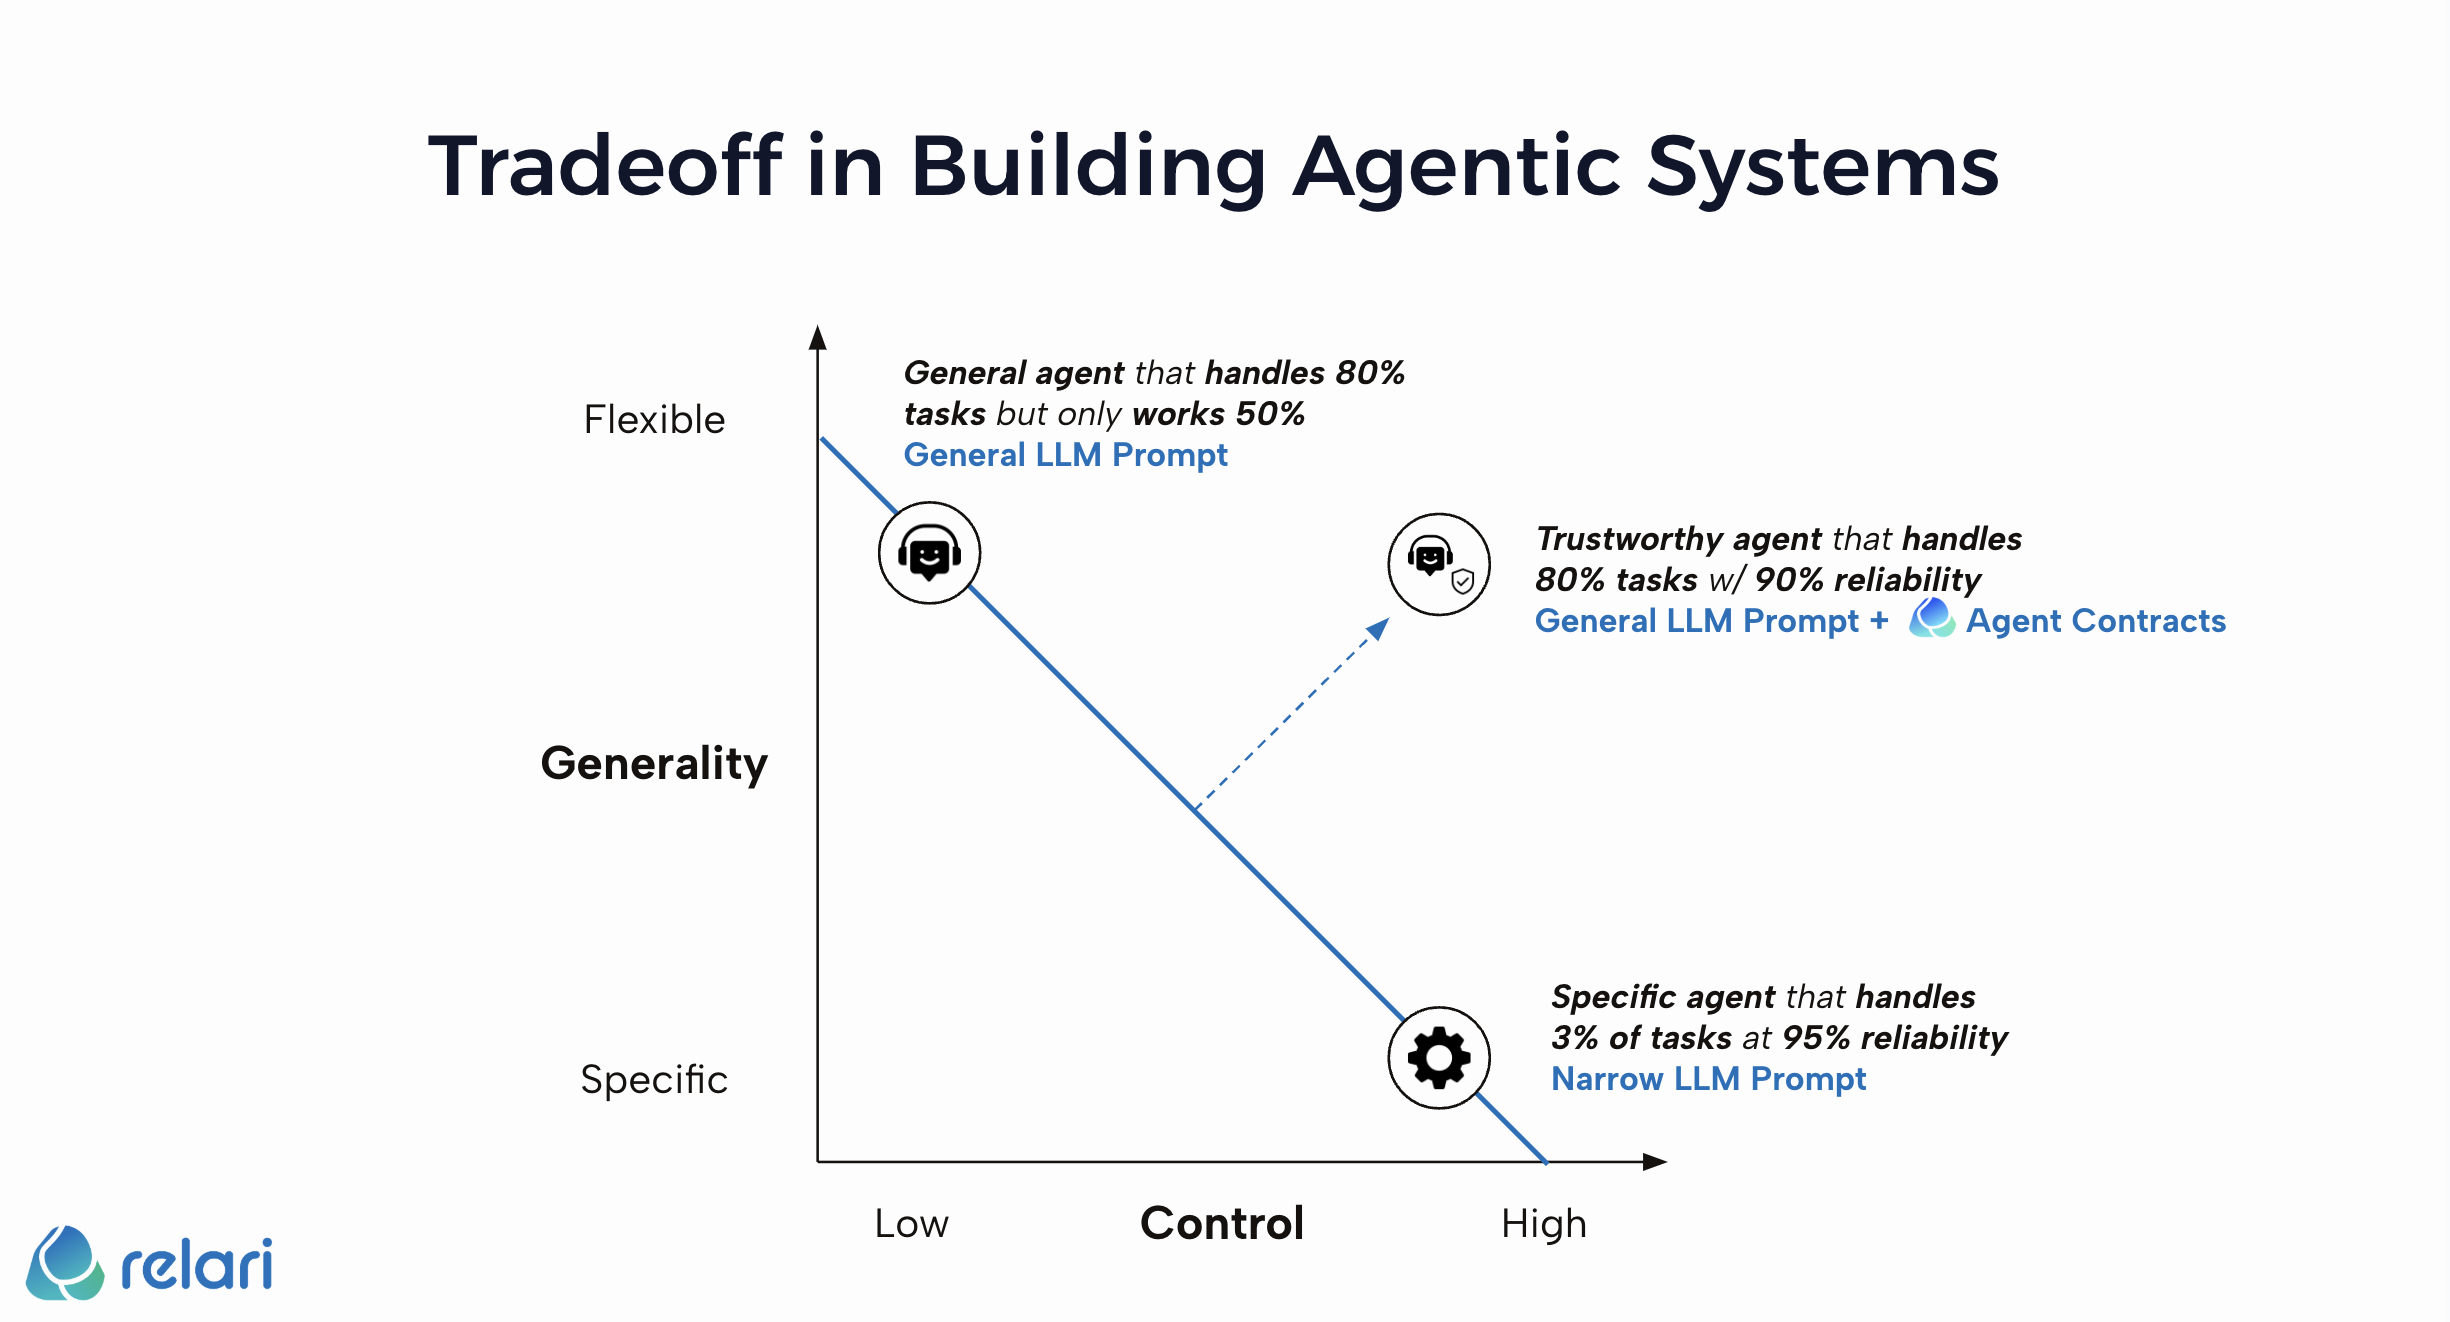 Tradeoff in Building Agentic Systems
Flexible
General agent that handles 80%
tasks but only works 50%
General LLM Prompt
Trustworthy agent that handles
80% tasks w/ 90% reliability
General LLM Prompt + Agent Contracts
Generality
Specific agent that handles
3% of tasks at 95% reliability
Narrow LLM Prompt
Specific
Low
Control
High
relari